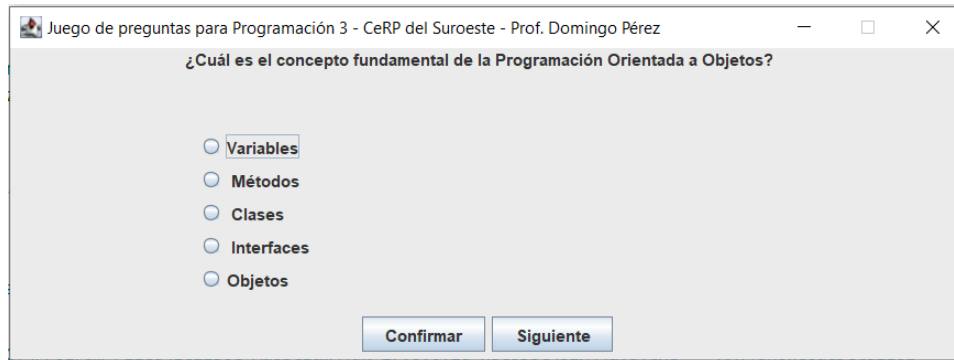 Juego de preguntas para Programación 3 - CeRP del Suroeste - Prof. Domingo Pérez
¿Cuál es el concepto fundamental de la Programación Orientada a Objetos?
Variables
Métodos
Clases
Interfaces
Objetos
Confirmar Siguiente